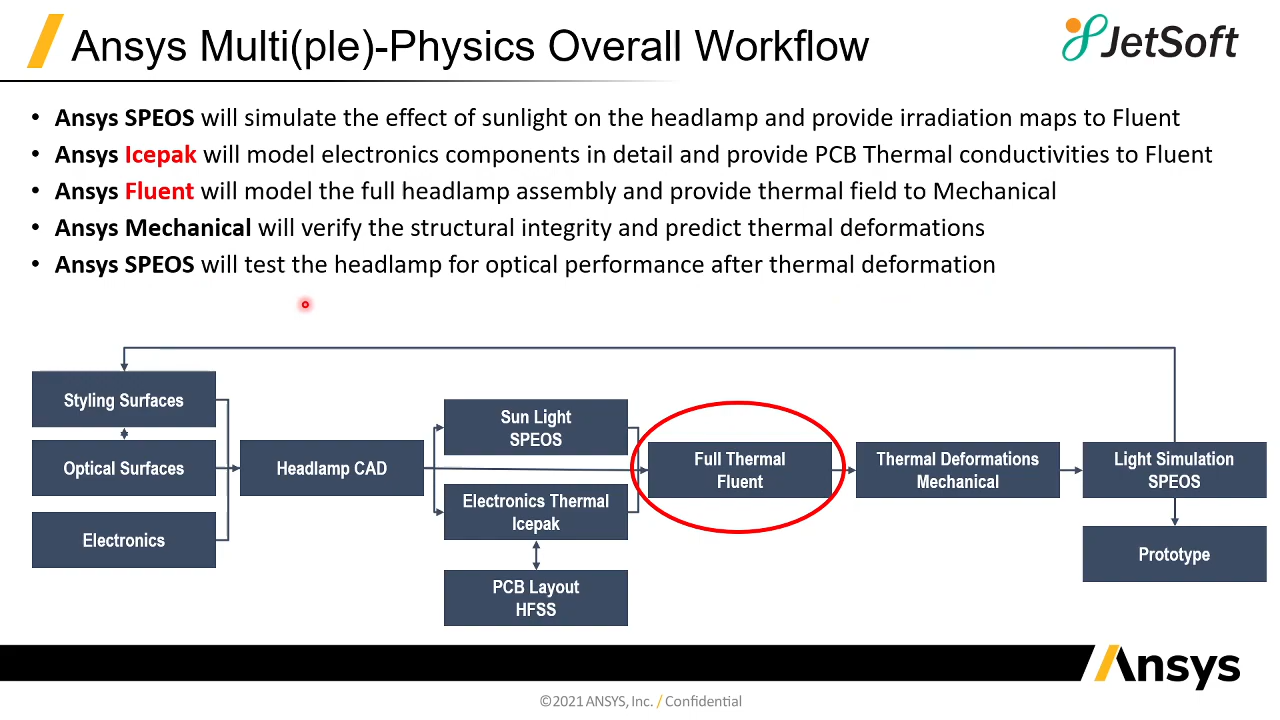 Ansys Multi(ple)-Physics Overall Workflow
JetSoft
• Ansys SPEOS will simulate the effect of sunlight on the headlamp and provide irradiation maps to Fluent
• Ansys Icepak will model electronics components in detail and provide PCB Thermal conductivities to Fluent
• Ansys Fluent will model the full headlamp assembly and provide thermal field to Mechanical
• Ansys Mechanical will verify the structural integrity and predict thermal deformations
• Ansys SPEOS will test the headlamp for optical performance after thermal deformation
Styling Surfaces
Optical Surfaces
Electronics
Headlamp CAD
Sun Light
SPEOS
Electronics Thermal
Icepak
PCB Layout
HFSS
Full Thermal
Fluent
Thermal Deformations
Mechanical
Light Simulation
SPEOS
Prototype
Ansys
©2021 ANSYS, Inc. / Confidential